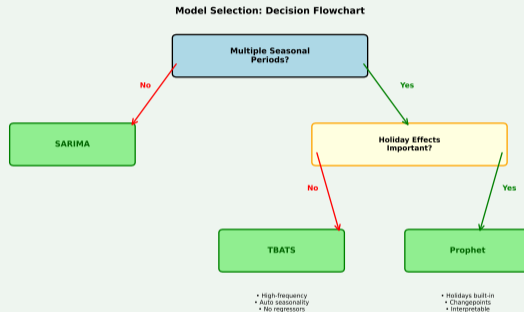 Model Selection: Decision Flowchart
Multiple Seasonal
Periods?
No
Yes
SARIMA
Holiday Effects
Important?
No
Yes
TBATS
Prophet
• High-frequency
• Auto seasonality
• No regressors
• Holidays built-in
• Changepoints
• Interpretable